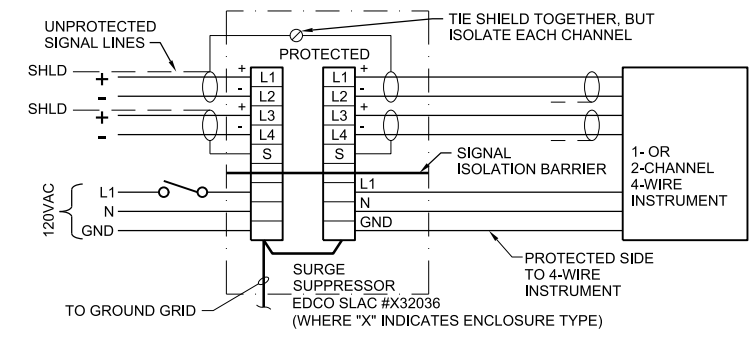 TIE SHIELD TOGETHER, BUT
ISOLATE EACH CHANNEL
UNPROTECTED
SIGNAL LINES
PROTECTED
SHLD
+
-
SHLD
+
-
+
-
+
-
L1
L2
L3
L4
S
L1
L2
L3
L4
S
+
-
+
-
SIGNAL
ISOLATION BARRIER
1- OR
2-CHANNEL
4-WIRE
INSTRUMENT
120VAC
L1
N
GND
L1
N
GND
PROTECTED SIDE
TO 4-WIRE
INSTRUMENT
SURGE
SUPPRESSOR
EDCO SLAC #X32036
(WHERE "X" INDICATES ENCLOSURE TYPE)
TO GROUND GRID